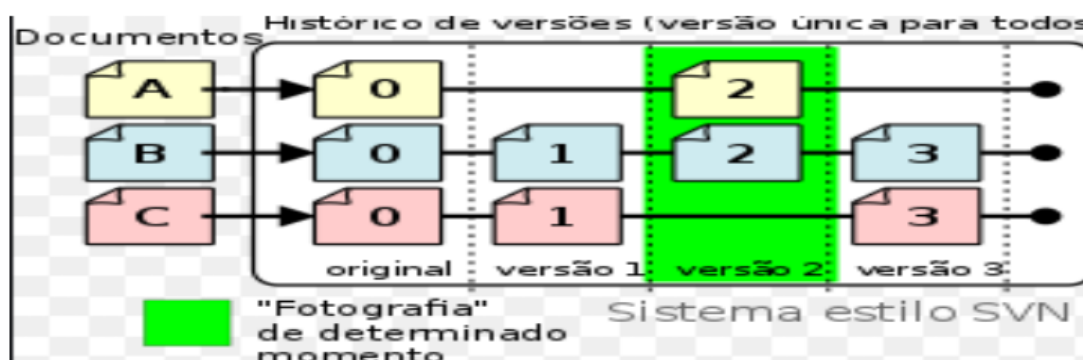 Histórico de versões (versão única para todos
Documentos
A 0 2
B 0 1 2 3
C 0 1 3
original versão 1 versão 2 versão 3
"Fotografia"
de determinado
momento
Sistema estilo SVN